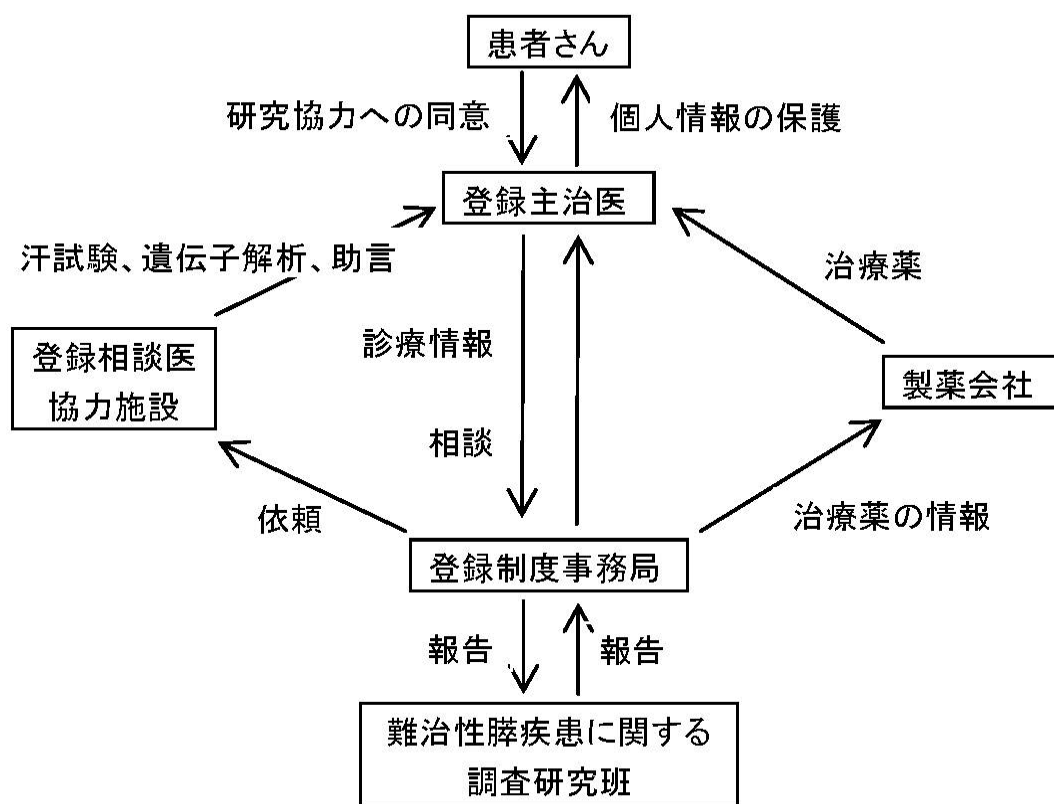 患者さん
研究協力への同意
個人情報の保護
登録主治医
汗試験、遺伝子解析、助言
治療薬
診療情報
登録相談医
協力施設
製薬会社
相談
依頼
治療薬の情報
登録制度事務局
報告
報告
難治性膵疾患に関する
調査研究班